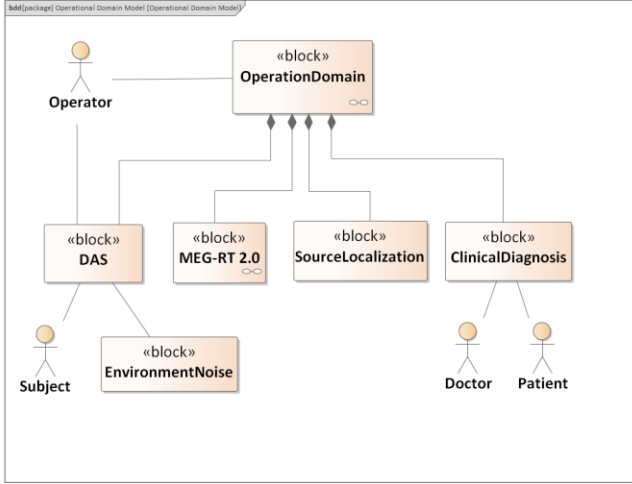 bdd [package] Operational Domain Model [Operational Domain Model]
«block»
OperationDomain
Operator
«block»
DAS
«block»
MEG-RT 2.0
«block»
SourceLocalization
«block»
ClinicalDiagnosis
Subject
«block»
EnvironmentNoise
Doctor
Patient